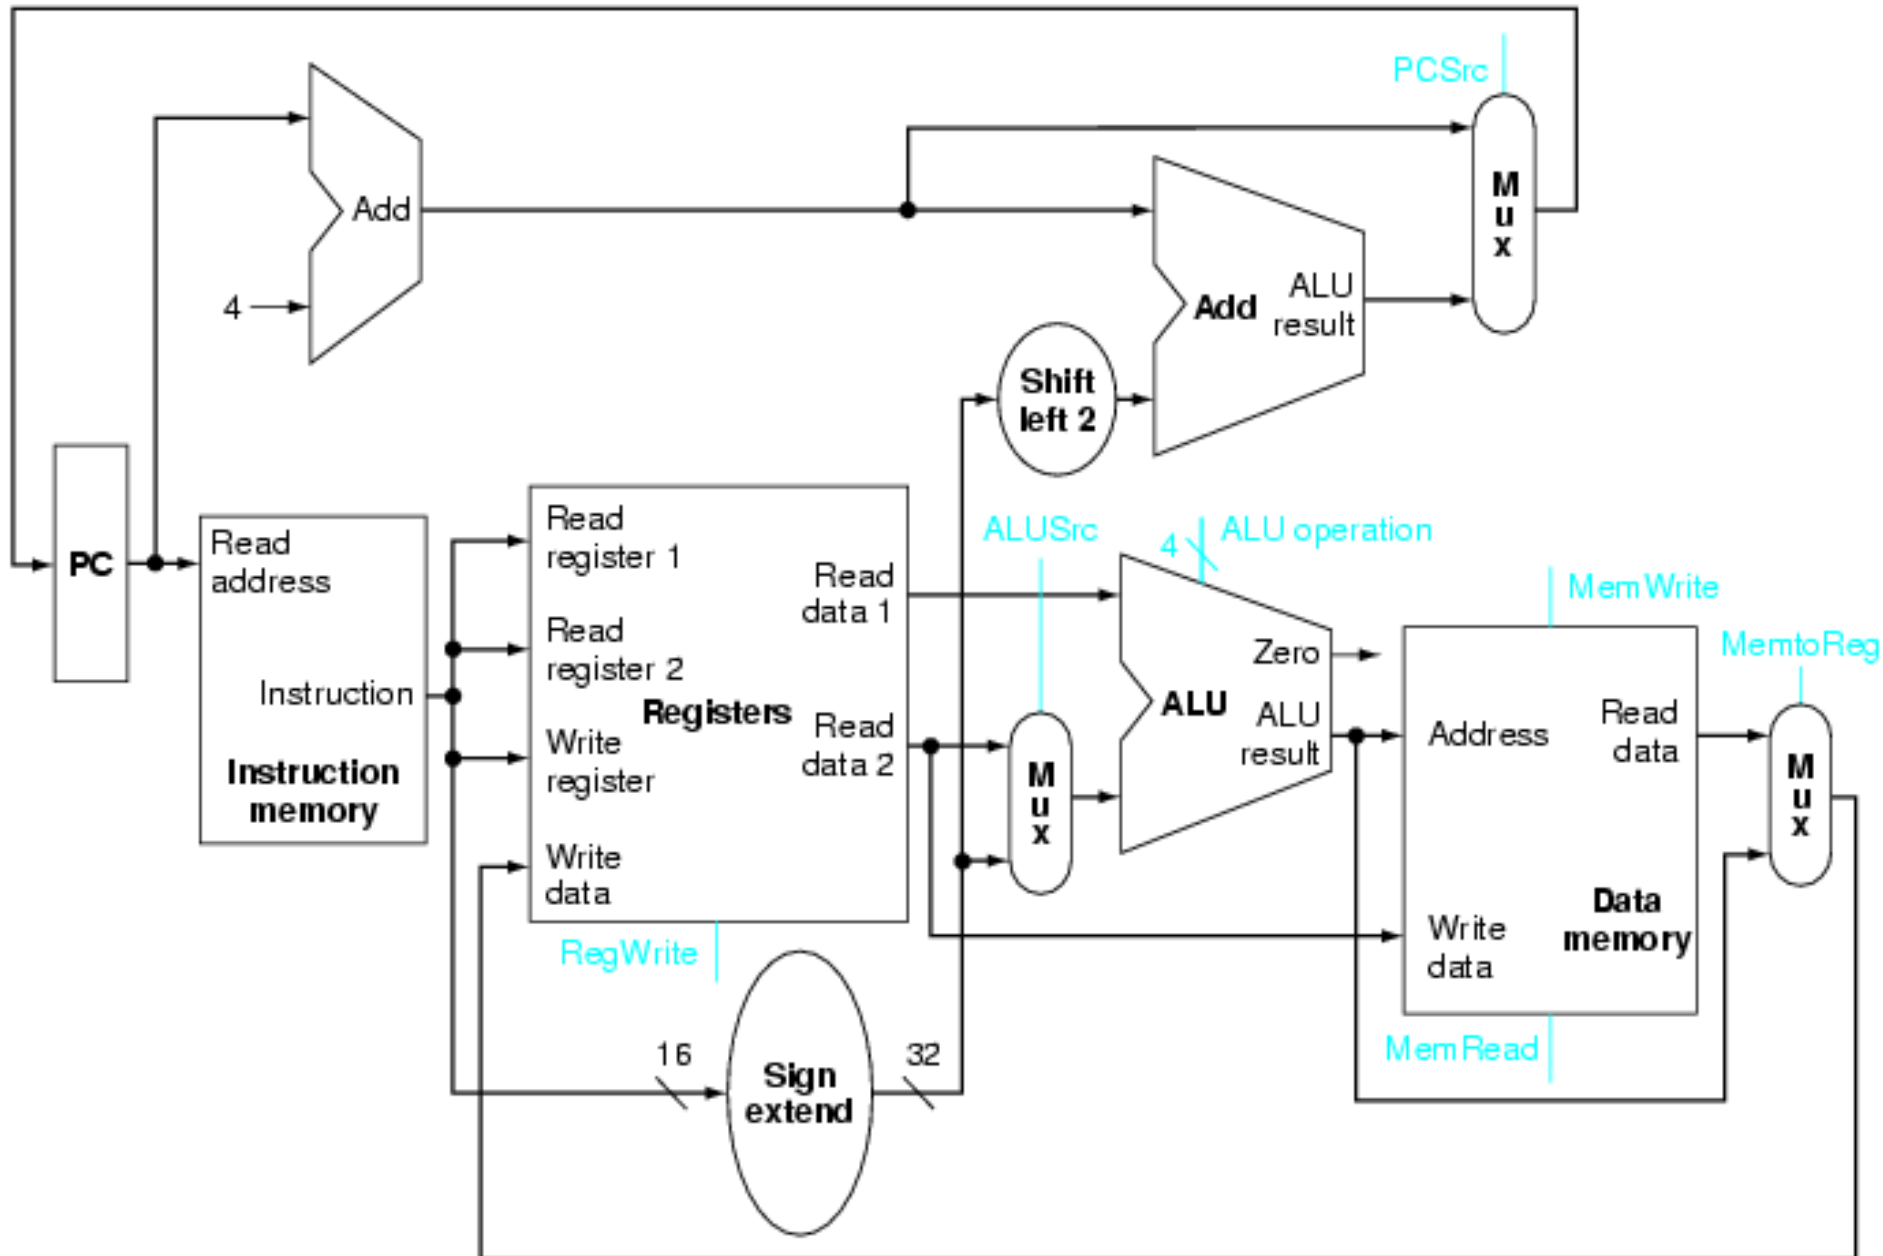 PCSrc
M
u
x
Add
4
Add
ALU
result
Shift
left 2
PC
Read
address
Instruction
Instruction
memory
Read
register 1
Read
register 2
Write
register
Write
data
Registers
Read
data 1
Read
data 2
RegWrite
16
Sign
extend
32
ALUSrc
M
u
x
4
ALU operation
Zero
ALU
ALU
result
MemWrite
Address
Read
data
Write
data
Data
memory
MemRead
MemtoReg
M
u
x